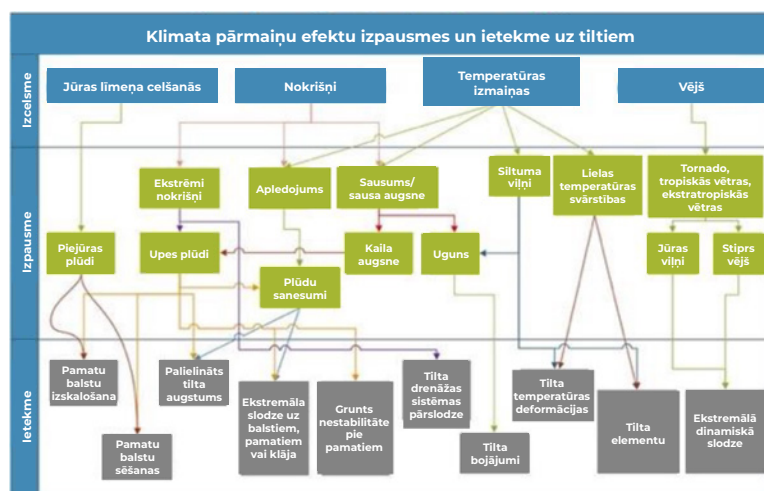 Klimata pārmaiņu efektu izpausmes un ietekme uz tiltiem
Izcelsme
Jūras līmeņa celšanās
Nokrišņi
Temperatūras
izmaiņas
Vējš
Izpausme
Ekstrēmi
nokrišņi
Apledojums
Sausums/
sausa augsne
Siltuma
viļņi
Lielas
temperatūras
svārstības
Tornado,
tropiskās vētras,
ekstratropiskās
vētras
Piejūras
plūdi
Upes plūdi
Kaila
augsne
Uguns
Jūras
viļņi
Stiprs
vējš
Plūdu
sanesumi
Ietekme
Pamatu
balstu
izskalošana
Palielināts
tilta
augstums
Ekstremāla
slodze uz
balstiem,
pamatiem
vai klāja
Grunts
nestabilitāte
pie
pamatiem
Tilta
drenāžas
sistēmas
pārslodze
Tilta
temperatūras
deformācijas
Tilta
elementu
Ekstremālā
dinamiskā
slodze
Pamatu
balstu
sēšanas
Tilta
bojājumi